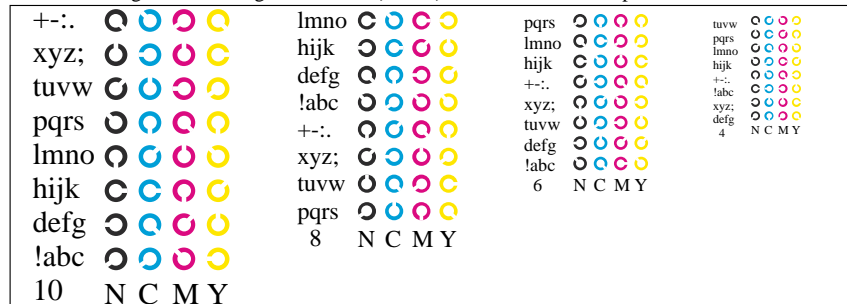 +-:.
xyz;
tuvw
pqrs
lmno
hijk
defg
!abc
10 N C M Y
lmno
hijk
defg
!abc
+-:.
xyz;
tuvw
pqrs
8 N C M Y
pqrs
lmno
hijk
+-:.
xyz;
tuvw
defg
!abc
6 N C M Y
tuvw
pqrs
lmno
hijk
+-:.
!abc
xyz;
defg
4 N C M Y